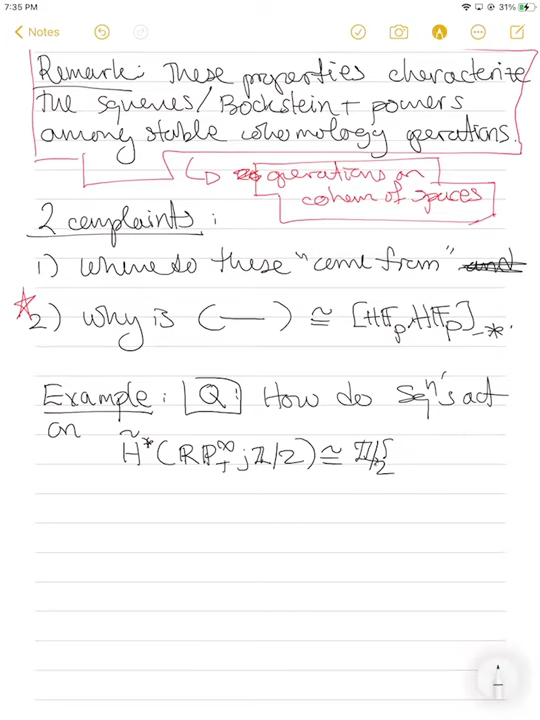 7:35 PM 31%
Notes
Remark: These properties characterize
the squares/Bockstein + powers
among stable cohomology operations.
↳ operations on
cohom of spaces
2 complaints:
1) where do these "come from"
2) why is (—) ≅ [HF_p, HF_p]_-*.
Example: Q: How do Sq^n's act
on
H̃*(RP^∞_+; Z/2) ≅ Z/2